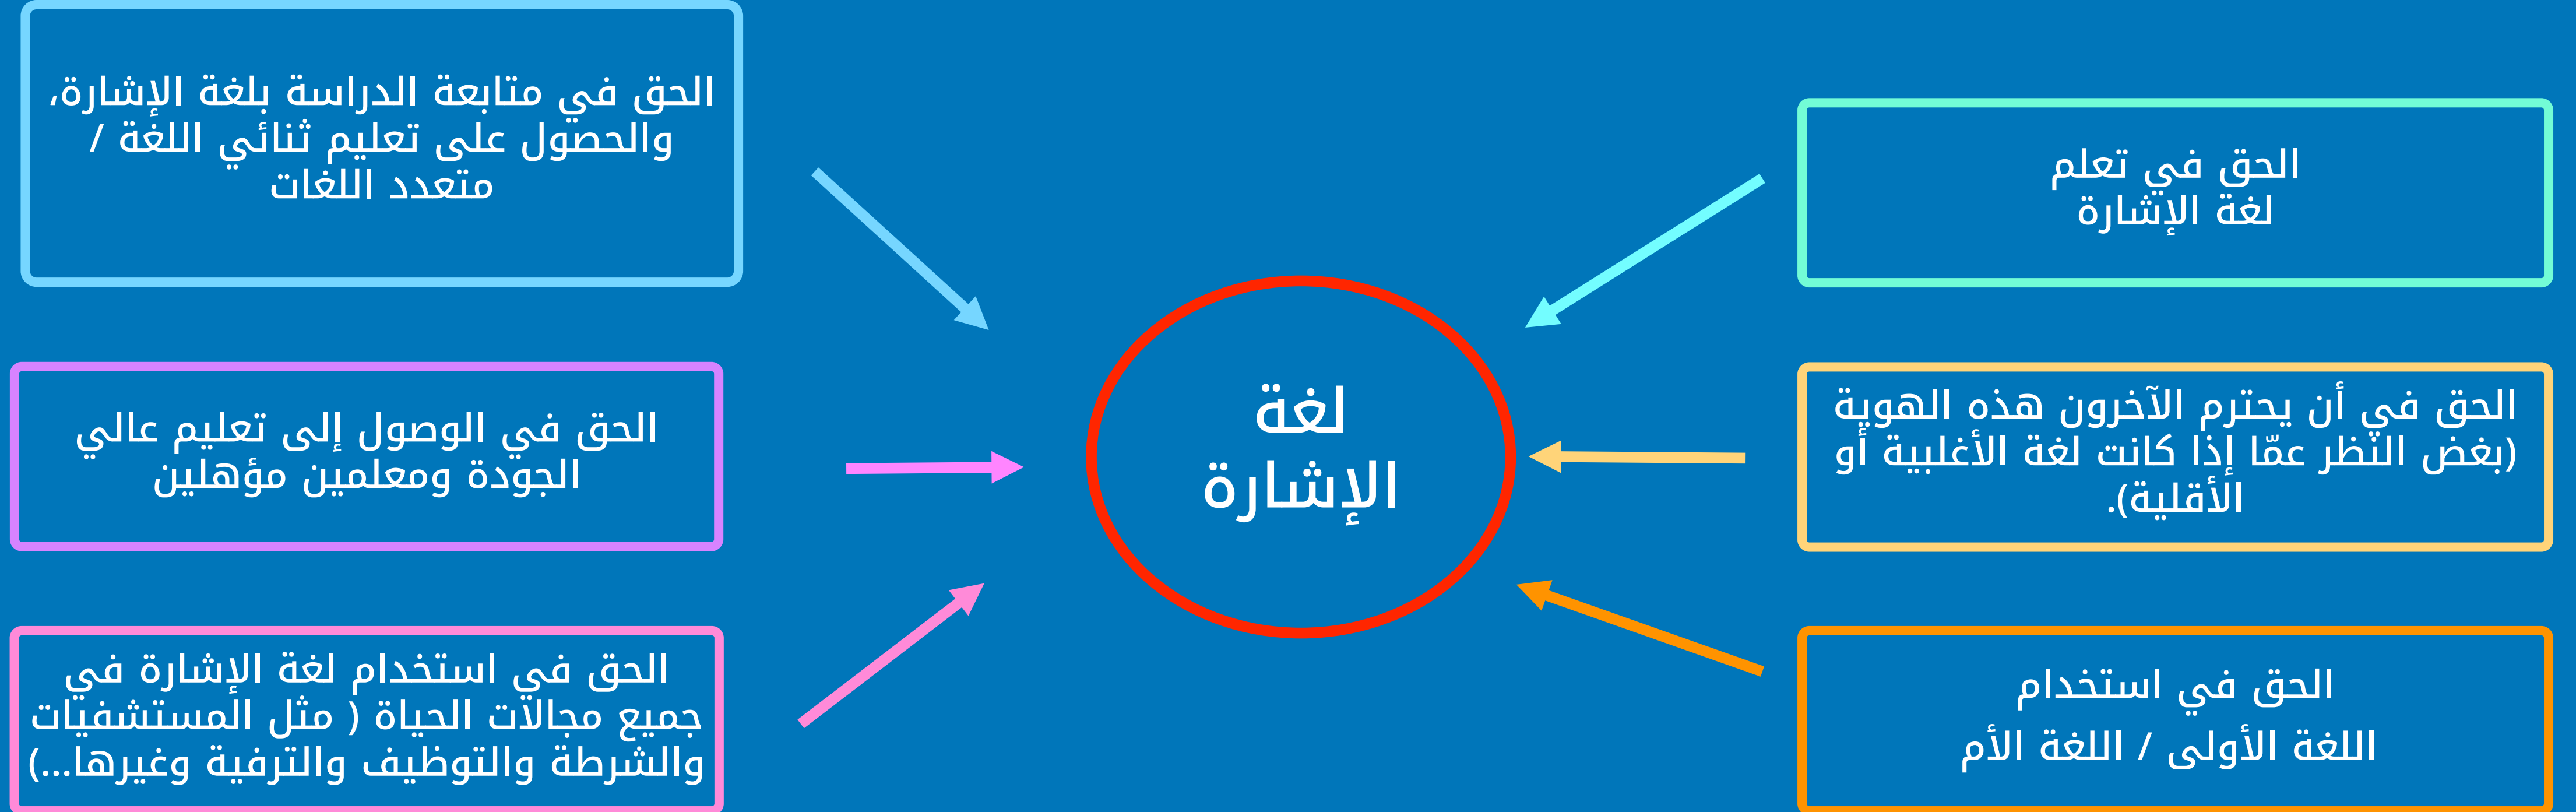 الحق في تعلم
لغة الإشارة
الحق في أن يحترم الآخرون هذه الهوية
(بغض النظر عمّا إذا كانت لغة الأغلبية أو
الأقلية).
الحق في استخدام
اللغة الأولى / اللغة الأم
لغة
الإشارة
الحق في متابعة الدراسة بلغة الإشارة،
والحصول على تعليم ثنائي اللغة /
متعدد اللغات
الحق في الوصول إلى تعليم عالي
الجودة ومعلمين مؤهلين
الحق في استخدام لغة الإشارة في
جميع مجالات الحياة ( مثل المستشفيات
والشرطة والتوظيف والترفية وغيرها...)